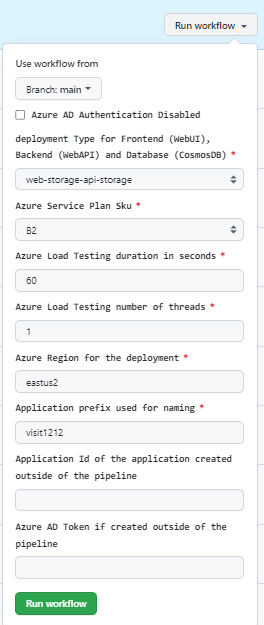 Run workflow
Use workflow from
Branch: main
Azure AD Authentication Disabled
deployment Type for Frontend (WebUI),
Backend (WebAPI) and Database (CosmosDB) *
web-storage-api-storage
Azure Service Plan Sku *
B2
Azure Load Testing duration in seconds *
60
Azure Load Testing number of threads *
1
Azure Region for the deployment *
eastus2
Application prefix used for naming *
visit1212
Application Id of the application created
outside of the pipeline
Azure AD Token if created outside of the
pipeline
Run workflow